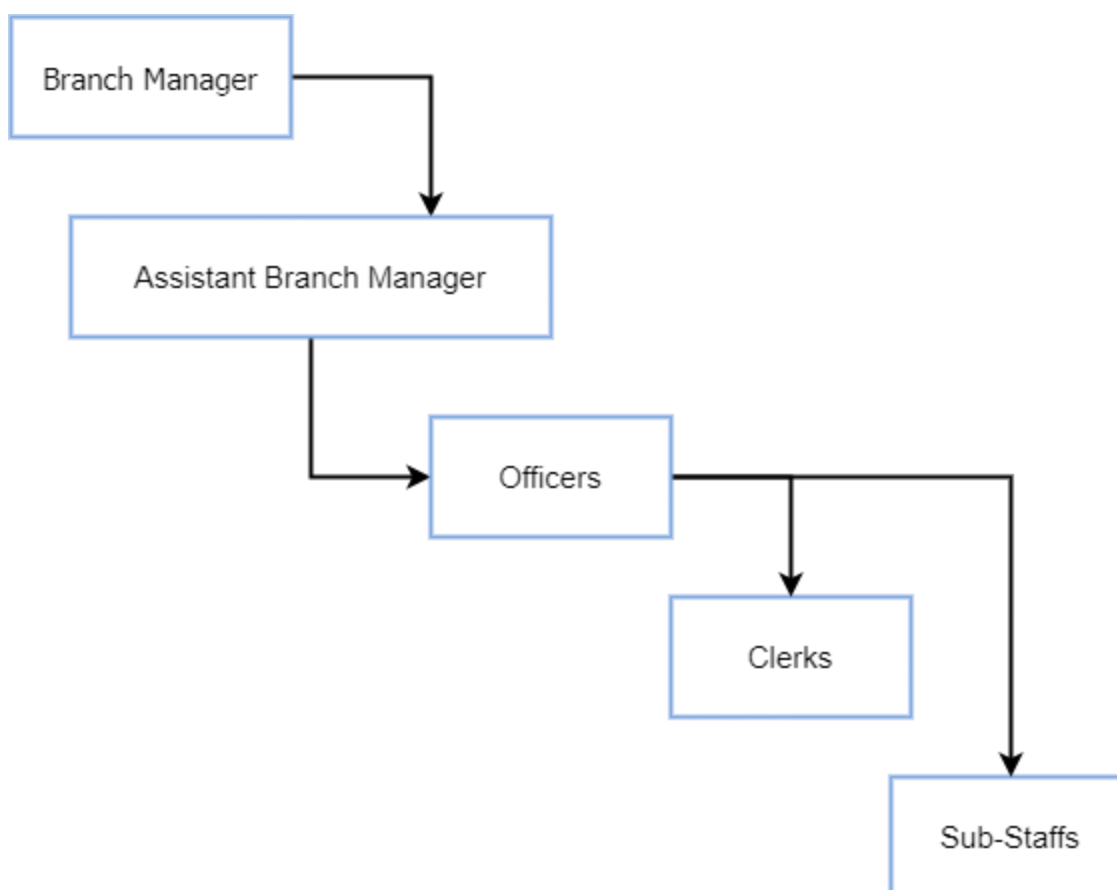 Branch Manager
Assistant Branch Manager
Officers
Clerks
Sub-Staffs